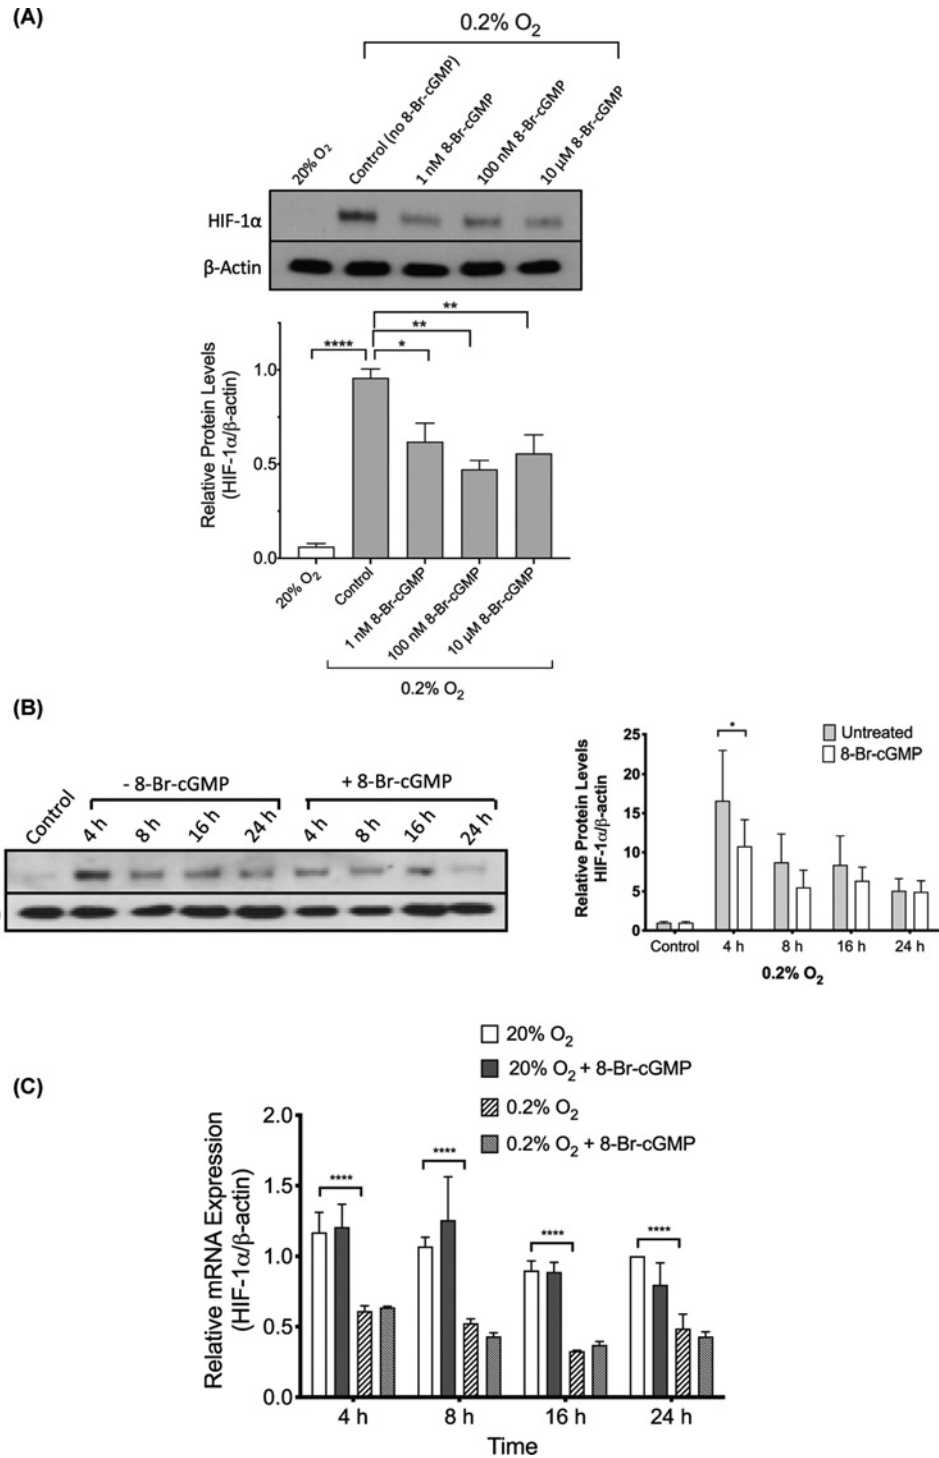 (A)
0.2% O2
20% O2
Control (no 8-Br-cGMP)
1 nM 8-Br-cGMP
100 nM 8-Br-cGMP
10 µM 8-Br-cGMP
HIF-1α
β-Actin
**
**
**** *
Relative Protein Levels
(HIF-1α/β-actin)
1.0
0.5
0.0
20% O2
Control
1 nM 8-Br-cGMP
100 nM 8-Br-cGMP
10 µM 8-Br-cGMP
0.2% O2
(B)
Control
- 8-Br-cGMP
+ 8-Br-cGMP
4 h 8 h 16 h 24 h 4 h 8 h 16 h 24 h
Relative Protein Levels
HIF-1α/β-actin
25
20
15
10
5
0
*
Untreated
8-Br-cGMP
Control 4 h 8 h 16 h 24 h
0.2% O2
(C)
20% O2
20% O2 + 8-Br-cGMP
0.2% O2
0.2% O2 + 8-Br-cGMP
Relative mRNA Expression
(HIF-1α/β-actin)
2.0
1.5
1.0
0.5
0.0
**** **** **** ****
4 h 8 h 16 h 24 h
Time